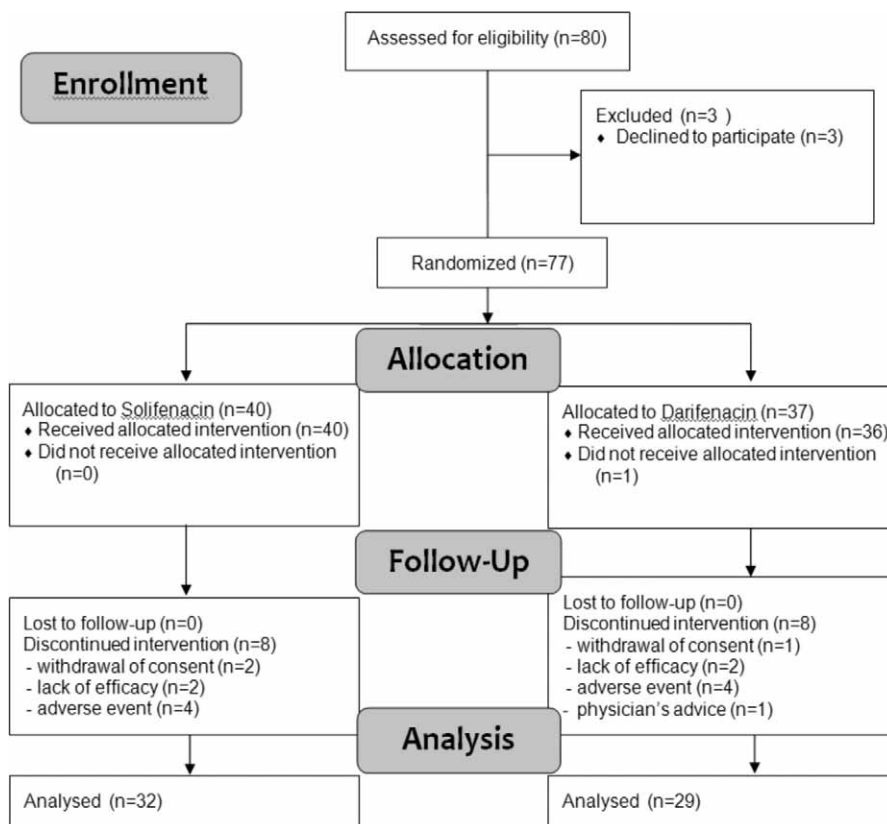 Assessed for eligibility (n=80)
Enrollment
Excluded (n=3 )
♦ Declined to participate (n=3)
Randomized (n=77)
Allocation
Allocated to Solifenacin (n=40)
♦ Received allocated intervention (n=40)
♦ Did not receive allocated intervention
(n=0)
Allocated to Darifenacin (n=37)
♦ Received allocated intervention (n=36)
♦ Did not receive allocated intervention
(n=1)
Follow-Up
Lost to follow-up (n=0)
Discontinued intervention (n=8)
- withdrawal of consent (n=2)
- lack of efficacy (n=2)
- adverse event (n=4)
Lost to follow-up (n=0)
Discontinued intervention (n=8)
- withdrawal of consent (n=1)
- lack of efficacy (n=2)
- adverse event (n=4)
- physician's advice (n=1)
Analysis
Analysed (n=32)
Analysed (n=29)